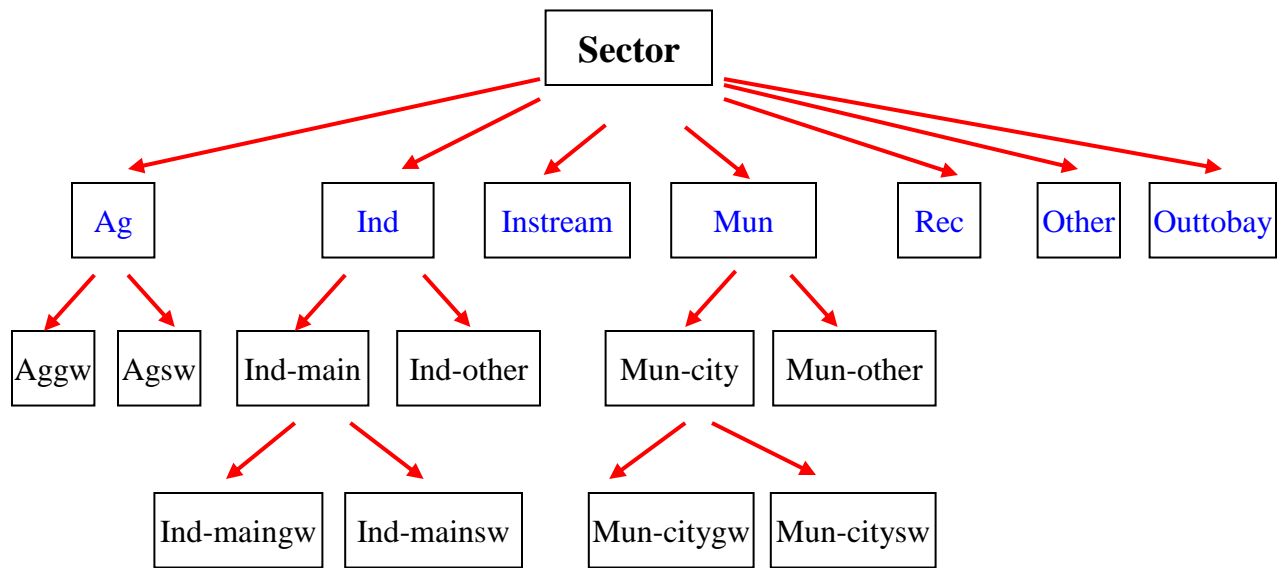 Sector
Ag
Ind
Instream
Mun
Rec
Other
Outtobay
Aggw
Agsw
Ind-main
Ind-other
Mun-city
Mun-other
Ind-maingw
Ind-mainsw
Mun-citygw
Mun-citysw